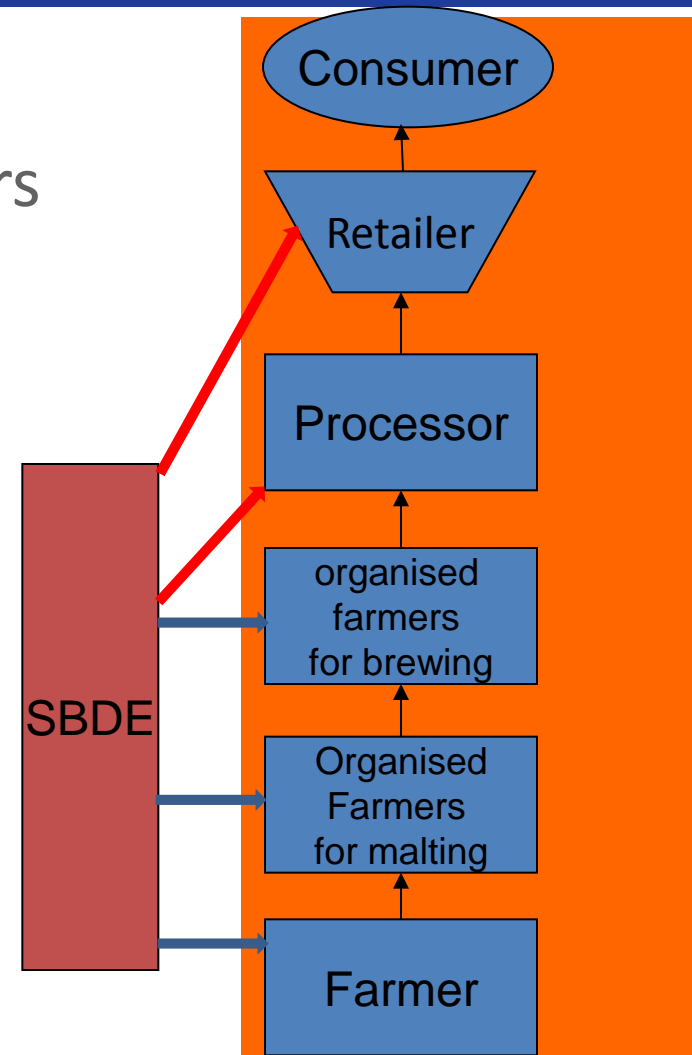 Consumer
rs
Retailer
Processor
organised
farmers
for brewing
SBDE
Organised
Farmers
for malting
Farmer